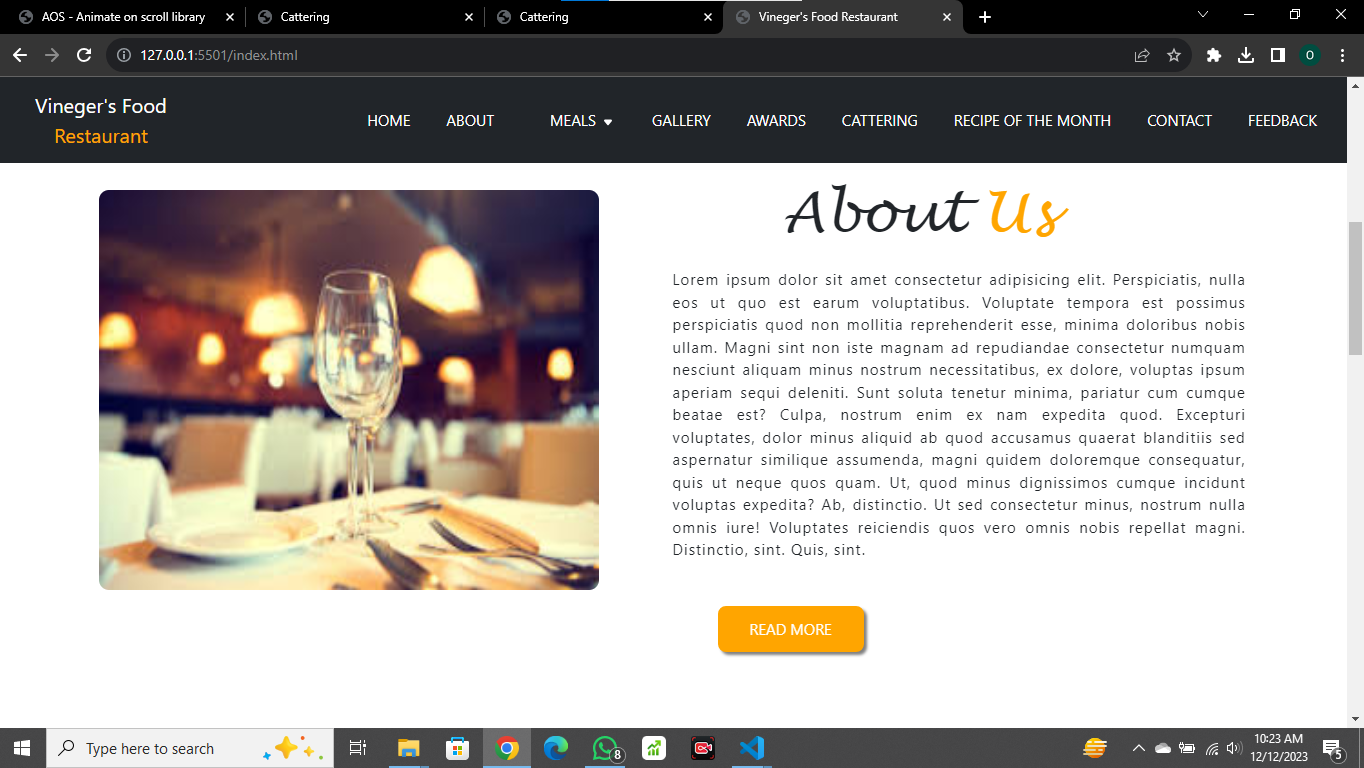 AOS - Animate on scroll library
Cattering
Cattering
Vineger's Food Restaurant
127.0.0.1:5501/index.html
O
Vineger's Food
Restaurant
HOME
ABOUT
MEALS
GALLERY
AWARDS
CATTERING
RECIPE OF THE MONTH
CONTACT
FEEDBACK
About Us
Lorem ipsum dolor sit amet consectetur adipisicing elit. Perspiciatis, nulla
eos ut quo est earum voluptatibus. Voluptate tempora est possimus
perspiciatis quod non mollitia reprehenderit esse, minima doloribus nobis
ullam. Magni sint non iste magnam ad repudiandae consectetur numquam
nesciunt aliquam minus nostrum necessitatibus, ex dolore, voluptas ipsum
aperiam sequi deleniti. Sunt soluta tenetur minima, pariatur cum cumque
beatae est? Culpa, nostrum enim ex nam expedita quod. Excepturi
voluptates, dolor minus aliquid ab quod accusamus quaerat blanditiis sed
aspernatur similique assumenda, magni quidem doloremque consequatur,
quis ut neque quos quam. Ut, quod minus dignissimos cumque incidunt
voluptas expedita? Ab, distinctio. Ut sed consectetur minus, nostrum nulla
omnis iure! Voluptates reiciendis quos vero omnis nobis repellat magni.
Distinctio, sint. Quis, sint.
READ MORE
Type here to search
8
10:23 AM
12/12/2023
5